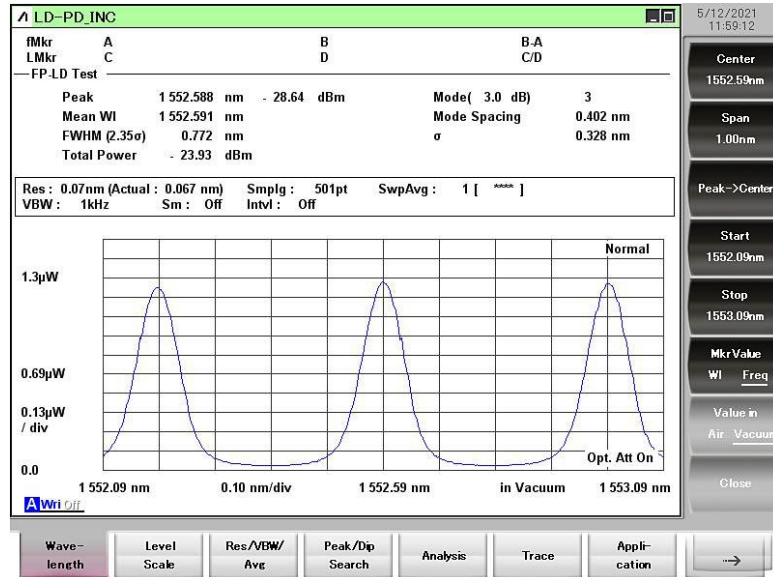 LD-PD_INC
5/12/2021
11:59:12
fMkr A B B-A
LMkr C D C/D
FP-LD Test
Peak 1 552.588 nm - 28.64 dBm Mode( 3.0 dB) 3
Mean Wl 1 552.591 nm Mode Spacing 0.402 nm
FWHM (2.35σ) 0.772 nm σ 0.328 nm
Total Power - 23.93 dBm
Res : 0.07nm (Actual : 0.067 nm) Smplg : 501pt SwpAvg : 1 [ **** ]
VBW : 1kHz Sm : Off Intvl : Off
Normal
1.3µW
0.69µW
0.13µW
/ div
0.0
Opt. Att On
1 552.09 nm 0.10 nm/div 1 552.59 nm in Vacuum 1 553.09 nm
A Wri Off
Center
1552.59nm
Span
1.00nm
Peak->Center
Start
1552.09nm
Stop
1553.09nm
Mkr Value
Wl Freq
Value in
Air Vacuum
Close
Wave-
length
Level
Scale
Res/VBW/
Avg
Peak/Dip
Search
Analysis
Trace
Appli-
cation